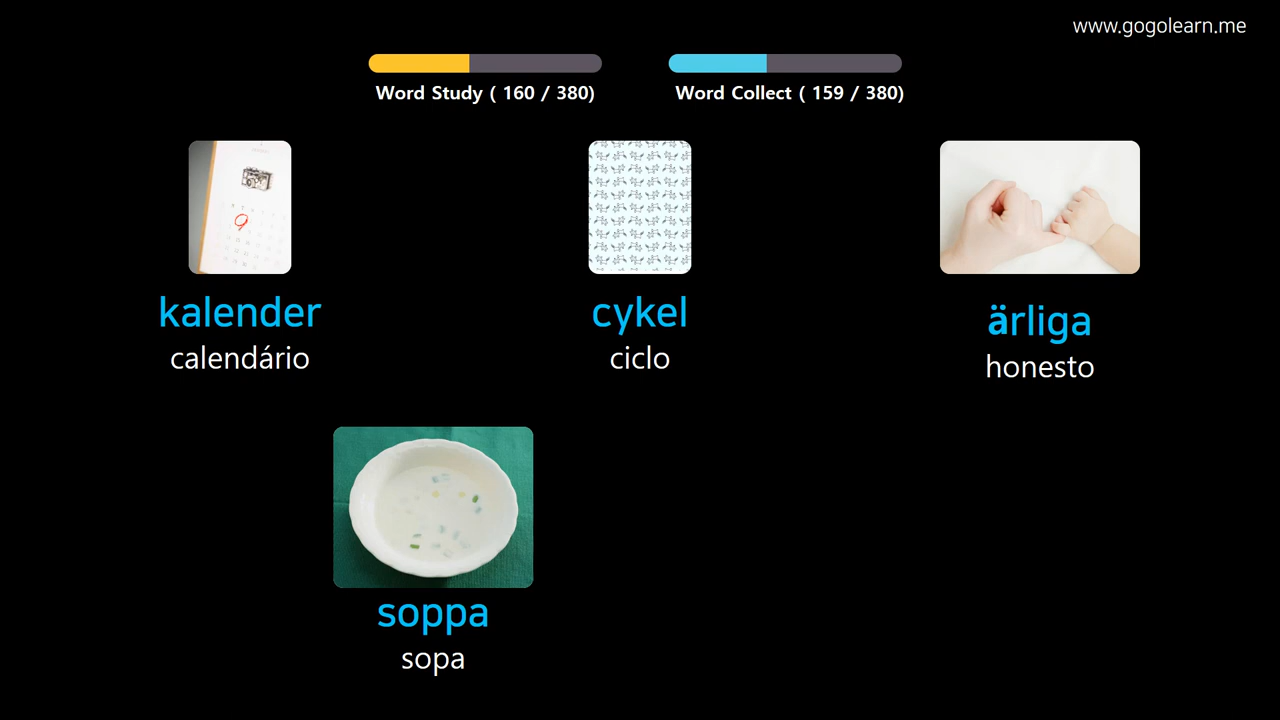 www.gogolearn.me
Word Study ( 160 / 380)
Word Collect ( 159 / 380)
kalender
calendário
cykel
ciclo
ärliga
honesto
soppa
sopa